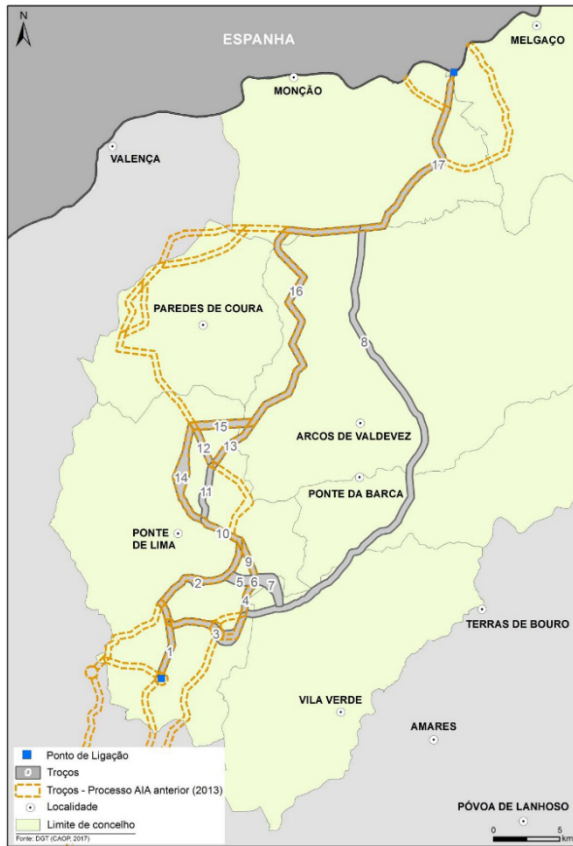 N
ESPANHA
MELGAÇO
MONÇÃO
VALENÇA
17
16
PAREDES DE COURA
8
15
ARCOS DE VALDEVEZ
12
13
14
11
PONTE DA BARCA
10
PONTE
DE LIMA
9
2
5
6
7
4
3
1
TERRAS DE BOURO
VILA VERDE
AMARES
PÓVOA DE LANHOSO
Ponto de Ligação
0 Troços
Troços - Processo AIA anterior (2013)
Localidade
Limite de concelho
Fonte: DGT (CAOP, 2017)
0 5
km